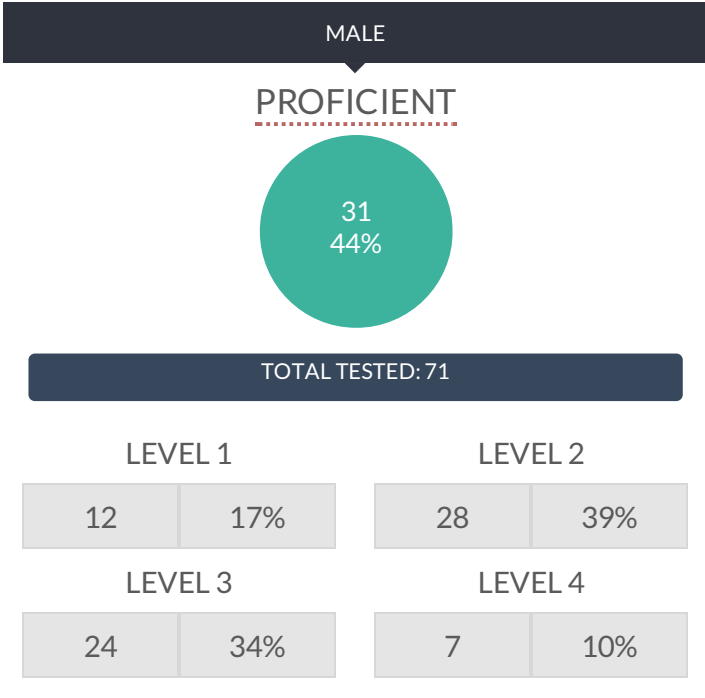 MALE
PROFICIENT
31
44%
TOTAL TESTED: 71
LEVEL 1
12 17%
LEVEL 2
28 39%
LEVEL 3
24 34%
LEVEL 4
7 10%